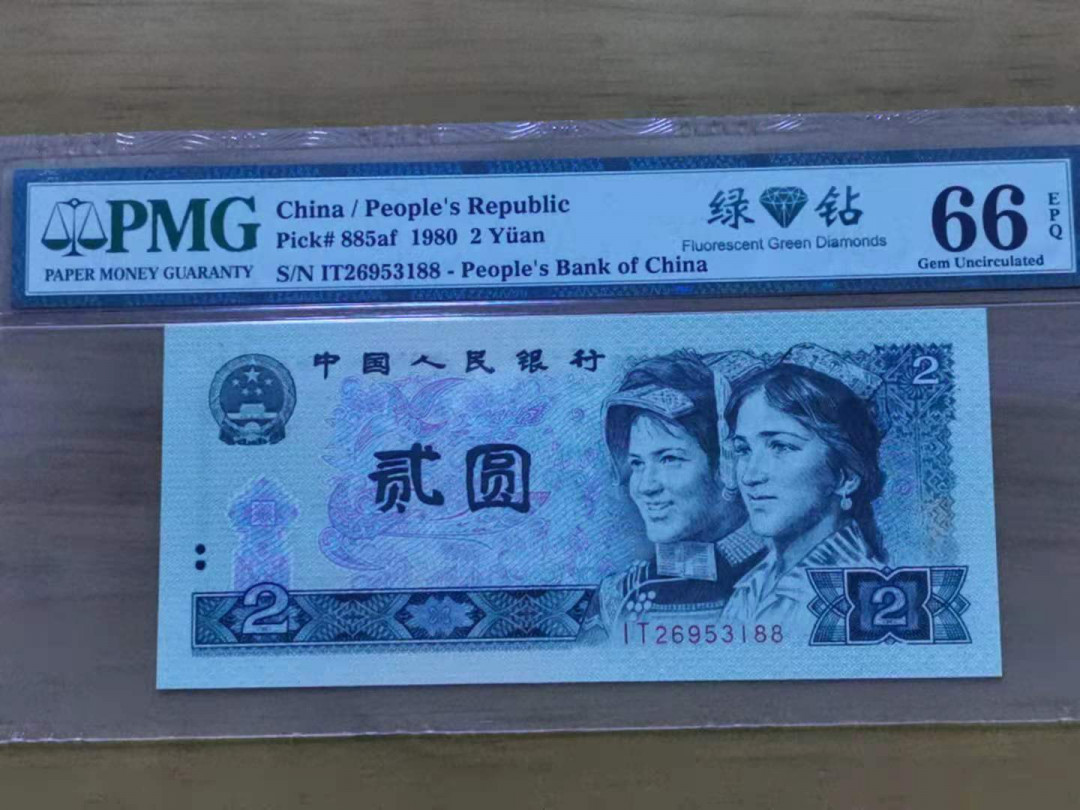 PMG
PAPER MONEY GUARANTY
China / People's Republic
Pick# 885af 1980 2 Yüan
S/N IT26953188 - People's Bank of China
绿 钻
Fluorescent Green Diamonds
66
EPQ
Gem Uncirculated
中国人民银行
2
贰圆
2
2
IT26953188